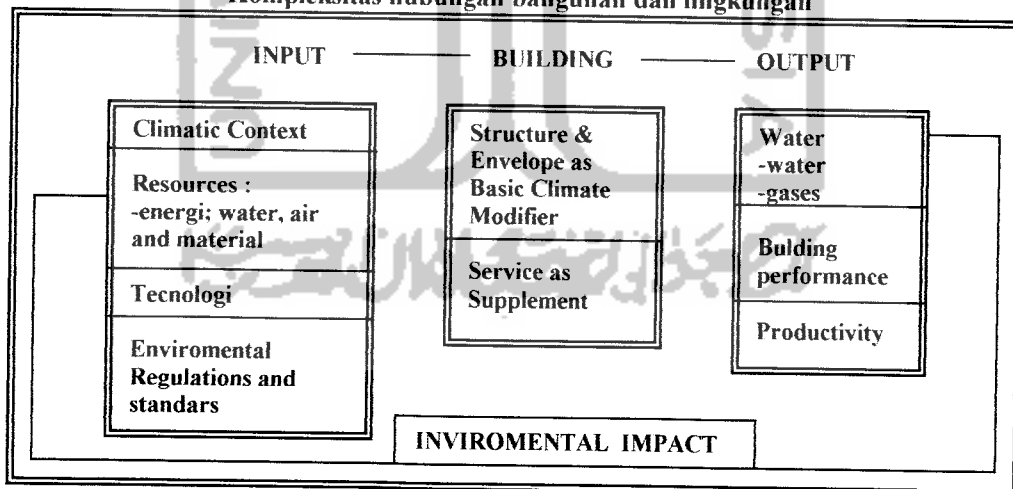 Kompleksitas hubungan bangunan dan lingkungan
INPUT
BUILDING
OUTPUT
Climatic Context
Resources :
-energi; water, air
and material
Tecnologi
Enviromental
Regulations and
standars
Structure &
Envelope as
Basic Climate
Modifier
Service as
Supplement
Water
-water
-gases
Bulding
performance
Productivity
INVIROMENTAL IMPACT